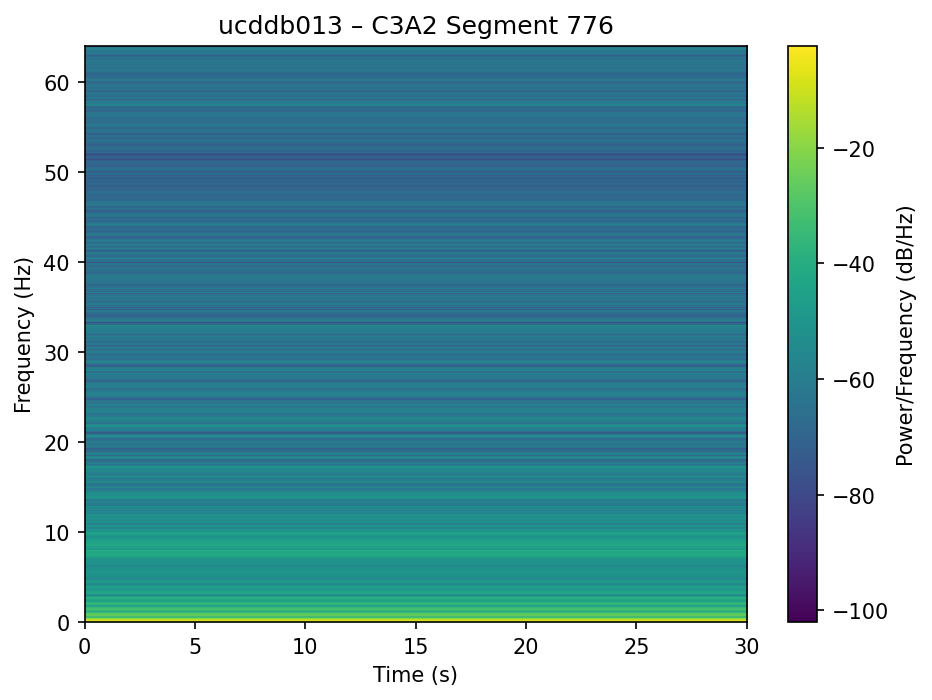 ucddb013 – C3A2 Segment 776
60
50
40
30
20
10
0
Frequency (Hz)
0 5 10 15 20 25 30
Time (s)
−20
−40
−60
−80
−100
Power/Frequency (dB/Hz)